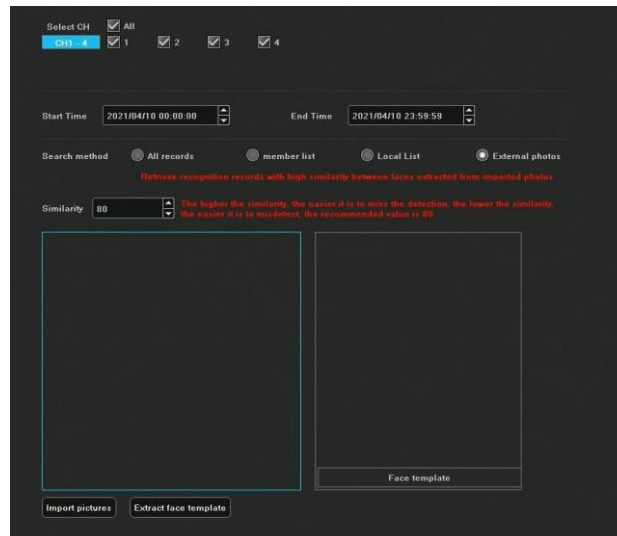 Select CH All
CH1 - 4 1 2 3 4
Start Time 2021/04/10 00:00:00 End Time 2021/04/10 23:59:59
Search method All records member list Local List External photos
Retrieve recognition records with high similarity between faces extracted from imported photos
Similarity 80 The higher the similarity, the easier it is to miss the detection, the lower the similarity,
the easier it is to misdetect, the recommended value is 80
Face template
Import pictures Extract face template